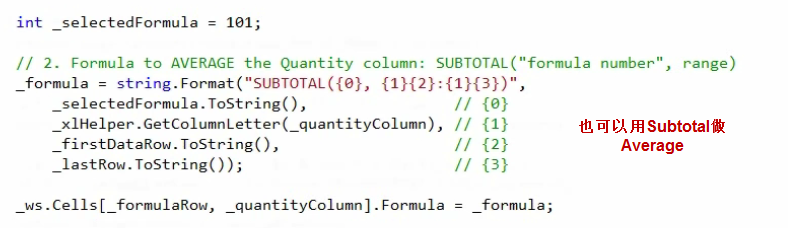 int _selectedFormula = 101;
// 2. Formula to AVERAGE the Quantity column: SUBTOTAL("formula number", range)
_formula = string.Format("SUBTOTAL({0}, {1}{2}:{1}{3})",
_selectedFormula.ToString(), // {0}
_xlHelper.GetColumnLetter(_quantityColumn), // {1}
_firstDataRow.ToString(), // {2}
_lastRow.ToString()); // {3}
也可以用Subtotal做
Average
_ws.Cells[_formulaRow, _quantityColumn].Formula = _formula;